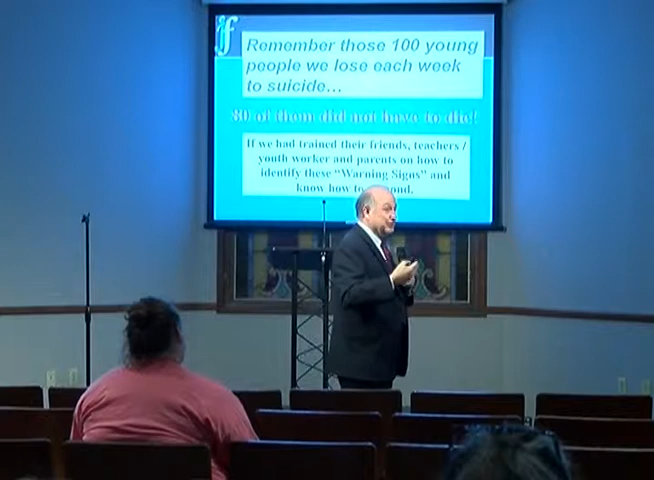 if
Remember those 100 young
people we lose each week
to suicide…
80 of them did not have to die!
If we had trained their friends, teachers /
youth worker and parents on how to
identify these "Warning Signs" and
know how to